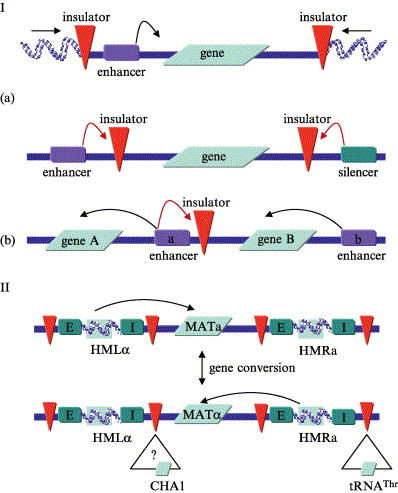 I
insulator insulator
enhancer gene
(a)
insulator insulator
gene
enhancer silencer
insulator
(b) gene A a gene B b
enhancer enhancer
II
E I MATa E I
HMLα HMRa
gene conversion
E I MATα E I
HMLα HMRa
?
CHA1 tRNAThr